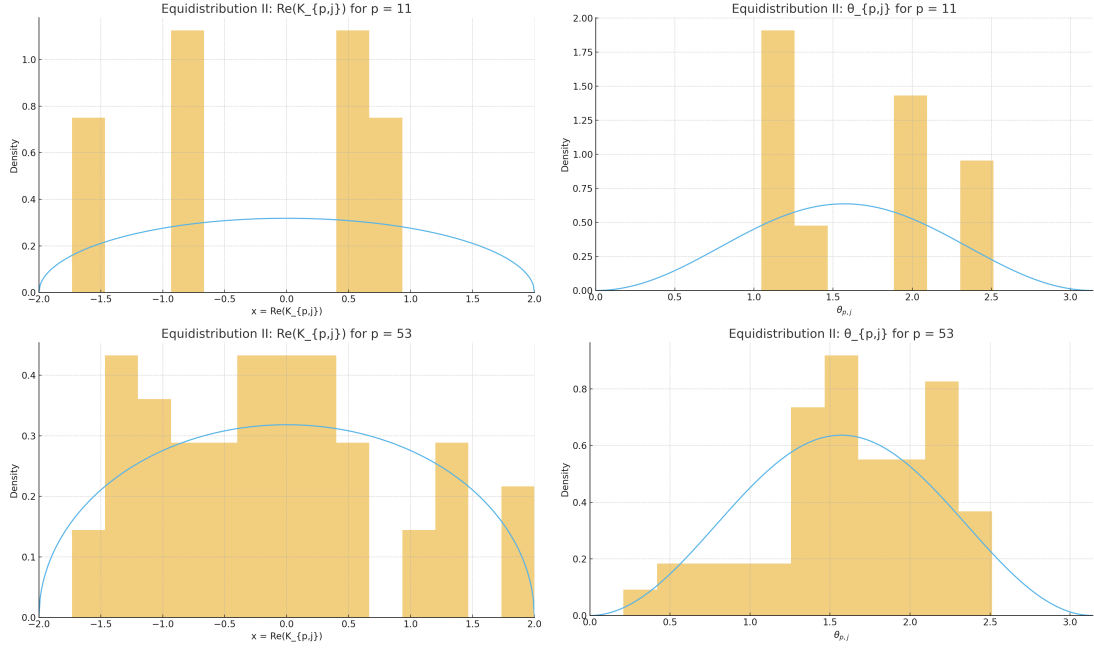 Equidistribution II: Re(K_{p,j}) for p = 11
Density
1.0
0.8
0.6
0.4
0.2
0.0
−2.0 −1.5 −1.0 −0.5 0.0 0.5 1.0 1.5 2.0
x = Re(K_{p,j})
Equidistribution II: θ_{p,j} for p = 11
Density
2.00
1.75
1.50
1.25
1.00
0.75
0.50
0.25
0.00
0.0 0.5 1.0 1.5 2.0 2.5 3.0
θ_{p,j}
Equidistribution II: Re(K_{p,j}) for p = 53
Density
0.4
0.3
0.2
0.1
0.0
−2.0 −1.5 −1.0 −0.5 0.0 0.5 1.0 1.5 2.0
x = Re(K_{p,j})
Equidistribution II: θ_{p,j} for p = 53
Density
0.8
0.6
0.4
0.2
0.0
0.0 0.5 1.0 1.5 2.0 2.5 3.0
θ_{p,j}